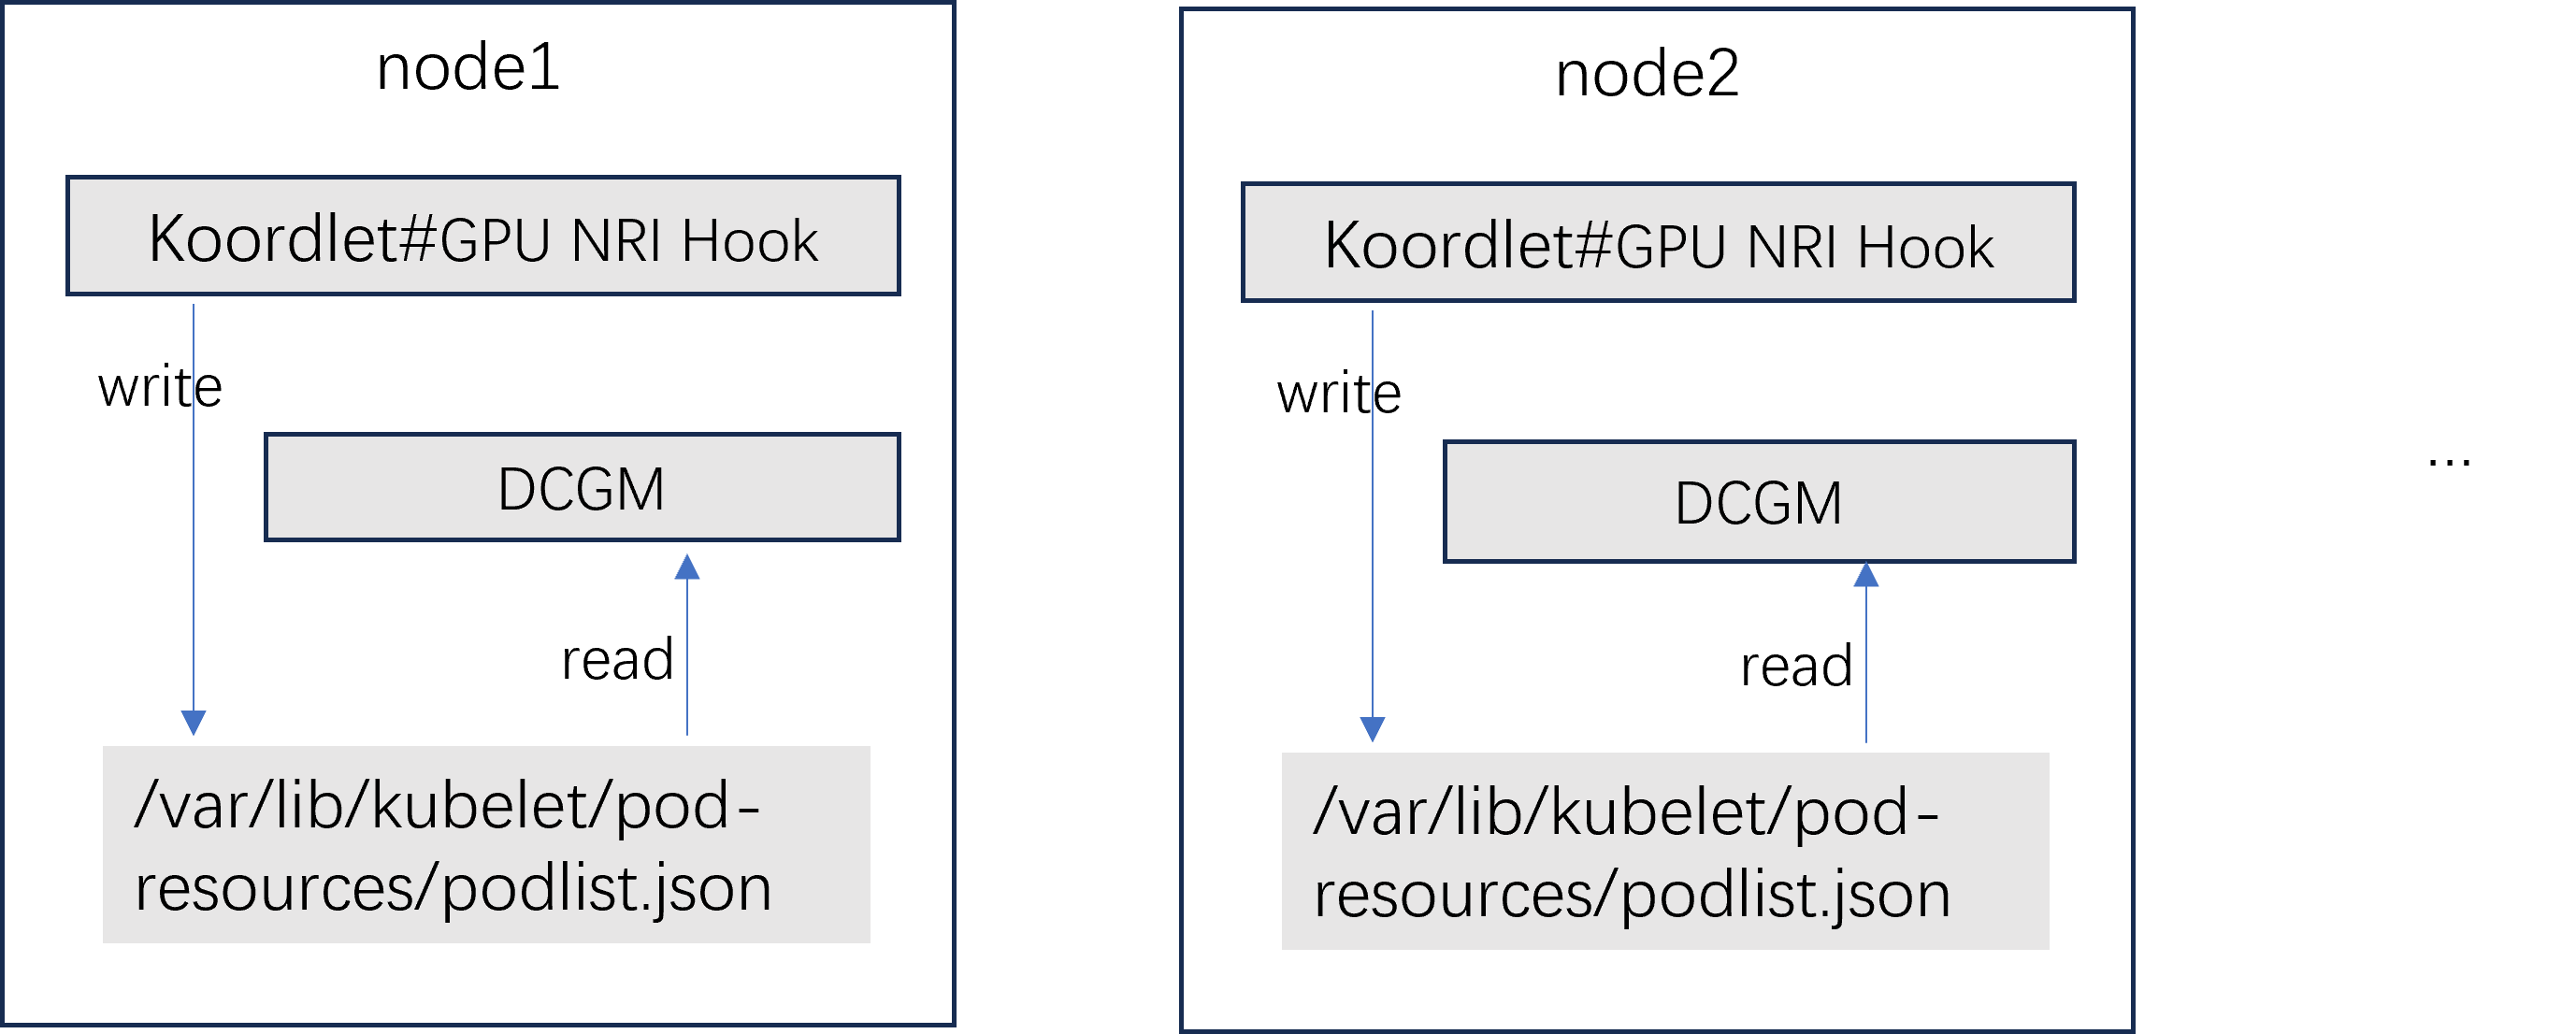 node1
Koordlet#GPU NRI Hook
write
DCGM
read
/var/lib/kubelet/pod-
resources/podlist.json
node2
Koordlet#GPU NRI Hook
write
DCGM
read
/var/lib/kubelet/pod-
resources/podlist.json
...